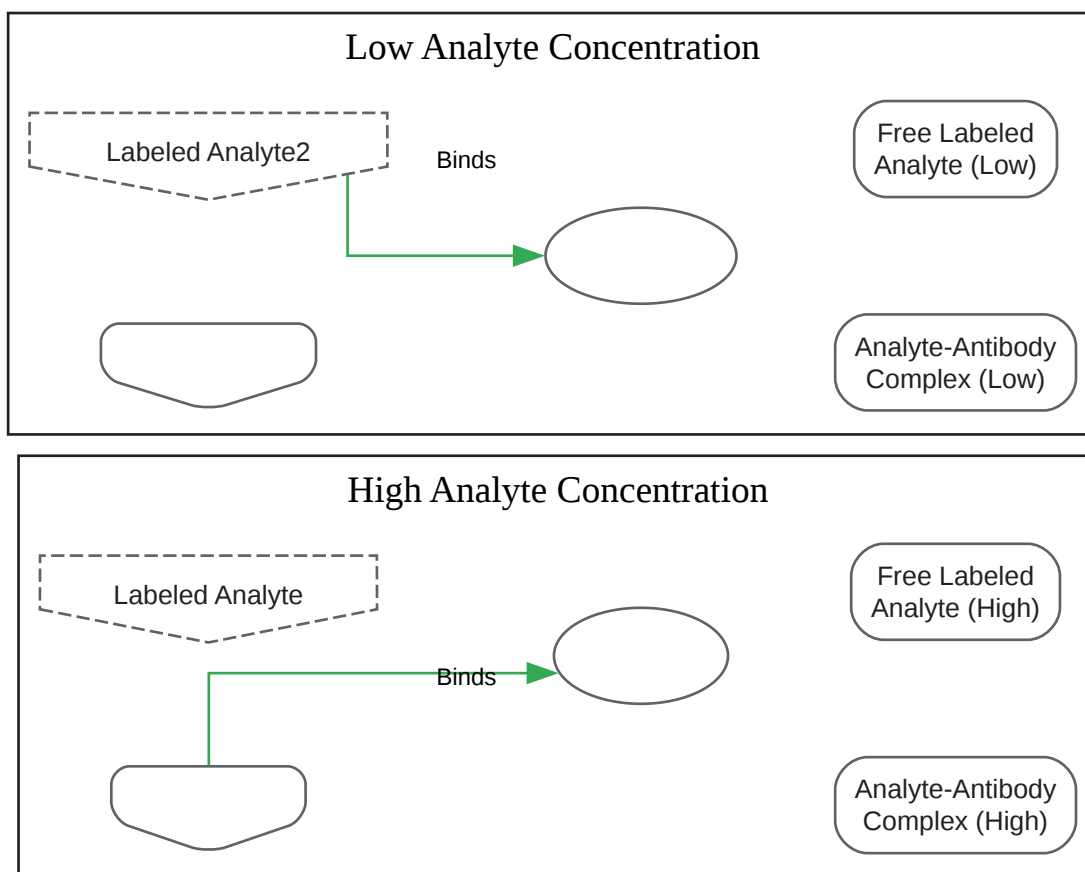 Low Analyte Concentration
Labeled Analyte2
Binds
Free Labeled
Analyte (Low)
Analyte-Antibody
Complex (Low)
High Analyte Concentration
Labeled Analyte
Free Labeled
Analyte (High)
Binds
Analyte-Antibody
Complex (High)